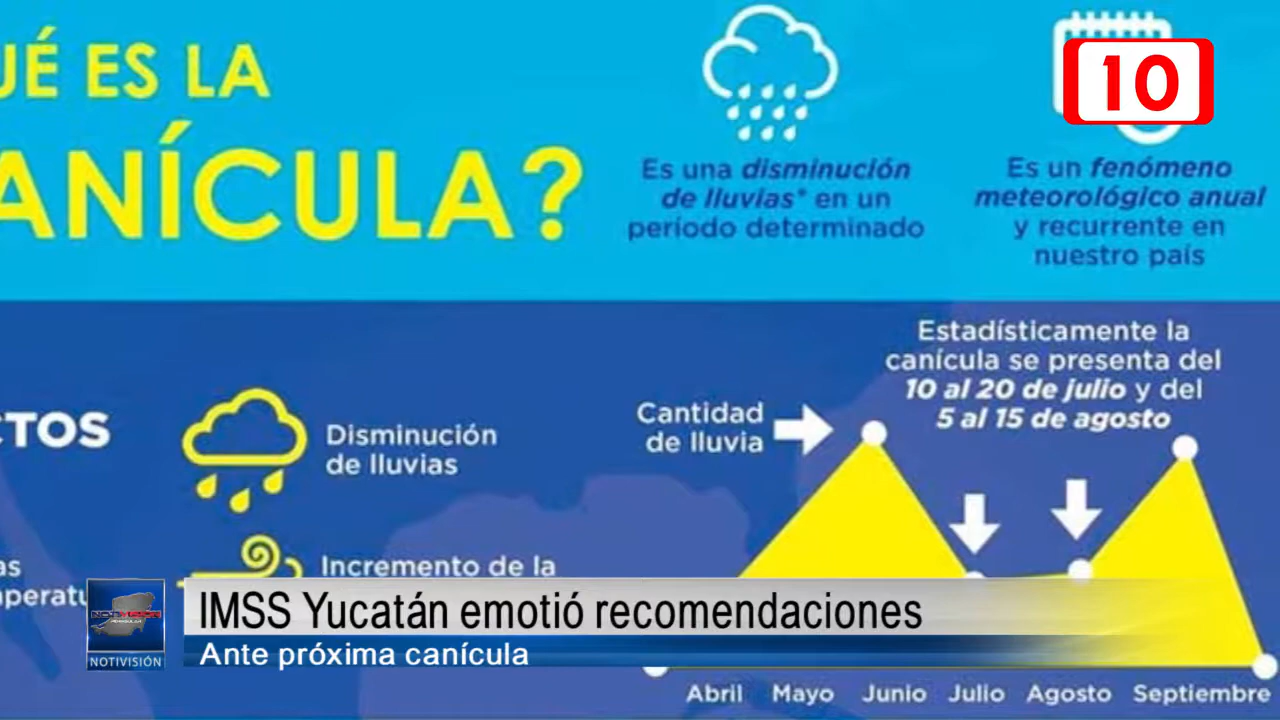 UÉ ES LA
ANÍCULA?
10
Es una disminución
de lluvias* en un
período determinado
Es un fenómeno
meteorológico anual
y recurrente en
nuestro país
CTOS
Disminución
de lluvias
Incremento de la
as
peratu
Estadísticamente la
canícula se presenta del
10 al 20 de julio y del
5 al 15 de agosto
Cantidad
de lluvia
Abril Mayo Junio Julio Agosto Septiembre
IMSS Yucatán emotió recomendaciones
Ante próxima canícula
NOTIVISIÓN